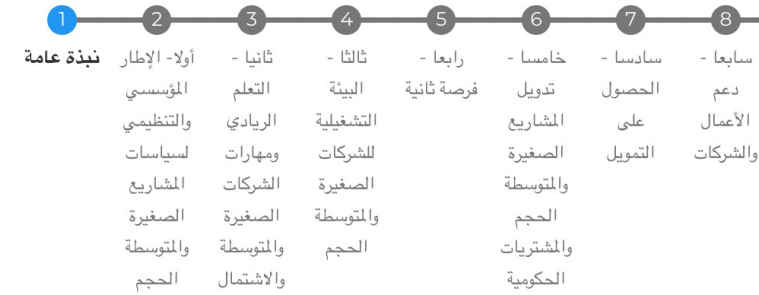 1 2 3 4 5 6 7 8
نبذة عامة
أولا- الإطار
المؤسسي
والتنظيمي
لسياسات
المشاريع
الصغيرة
والمتوسطة
الحجم
ثانيا -
التعلم
الريادي
ومهارات
الشركات
الصغيرة
والمتوسطة
والاشتمال
ثالثا -
البيئة
التشغيلية
للشركات
الصغيرة
والمتوسطة
الحجم
رابعا -
فرصة ثانية
خامسا -
تدويل
المشاريع
الصغيرة
والمتوسطة
الحجم
والمشتريات
الحكومية
سادسا -
الحصول
على
التمويل
سابعا -
دعم
الأعمال
والشركات